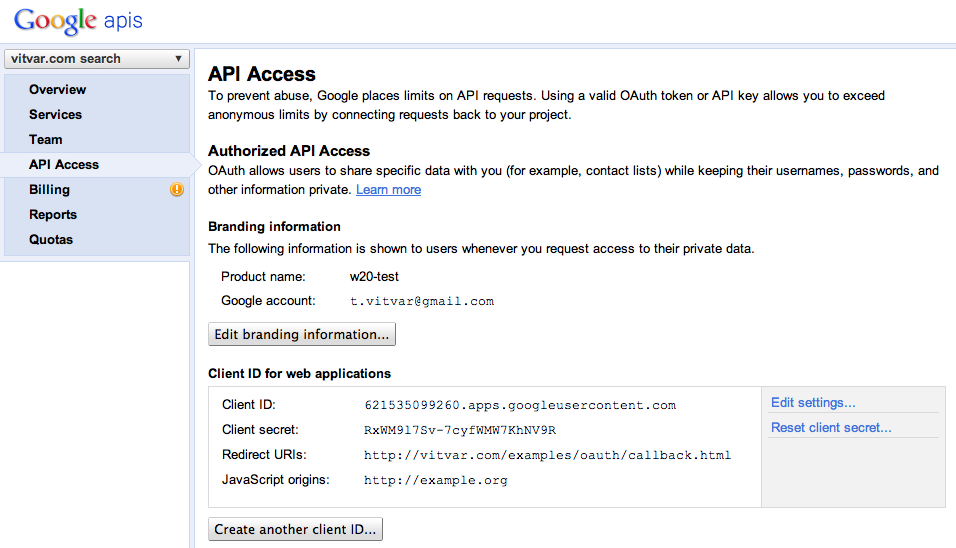 Google apis
vitvar.com search
Overview
Services
Team
API Access
Billing
Reports
Quotas
API Access
To prevent abuse, Google places limits on API requests. Using a valid OAuth token or API key allows you to exceed
anonymous limits by connecting requests back to your project.
Authorized API Access
OAuth allows users to share specific data with you (for example, contact lists) while keeping their usernames, passwords, and
other information private. Learn more
Branding information
The following information is shown to users whenever you request access to their private data.
Product name: w20-test
Google account: t.vitvar@gmail.com
Edit branding information...
Client ID for web applications
Client ID: 621535099260.apps.googleusercontent.com
Client secret: RxWM9l7Sv-7cyfWMW7KhNV9R
Redirect URIs: http://vitvar.com/examples/oauth/callback.html
JavaScript origins: http://example.org
Edit settings...
Reset client secret...
Create another client ID...